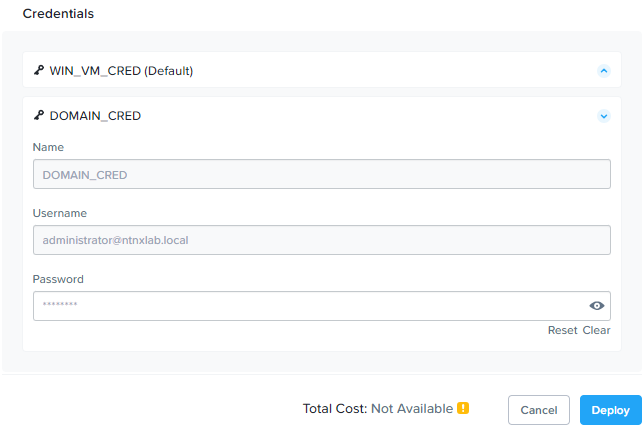 Credentials
WIN_VM_CRED (Default)
DOMAIN_CRED
Name
DOMAIN_CRED
Username
administrator@ntnxlab.local
Password
********
Reset Clear
Total Cost: Not Available !
Cancel
Deploy